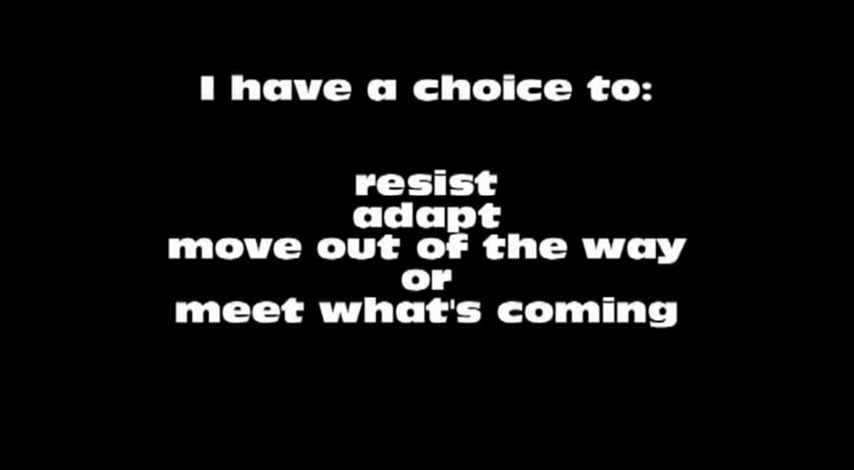 I have a choice to:
resist
adapt
move out of the way
or
meet what's coming